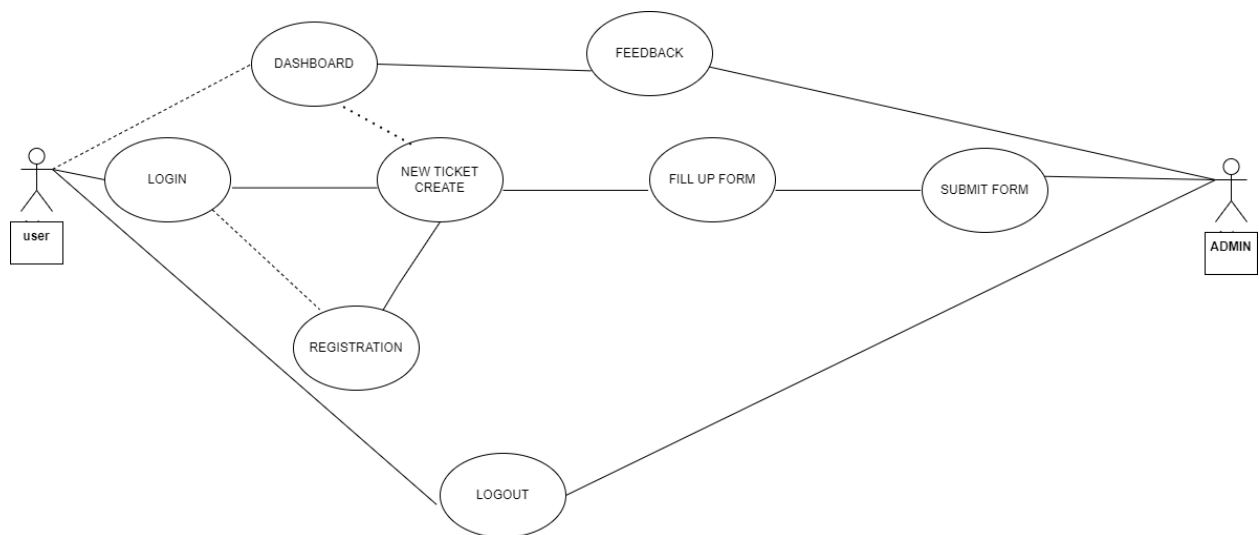 DASHBOARD
FEEDBACK
LOGIN
NEW TICKET
CREATE
FILL UP FORM
SUBMIT FORM
user
ADMIN
REGISTRATION
LOGOUT